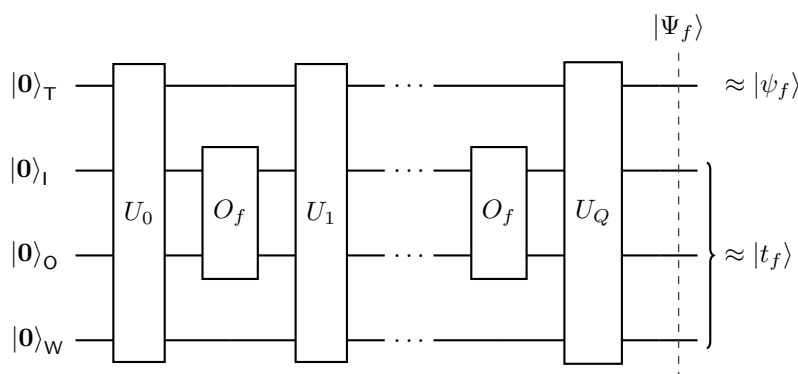 |Ψ_f⟩
|𝟎⟩_T ··· ≈ |ψ_f⟩
|𝟎⟩_I
U_0 O_f U_1 O_f U_Q
|𝟎⟩_O ··· ≈ |t_f⟩
|𝟎⟩_W ···